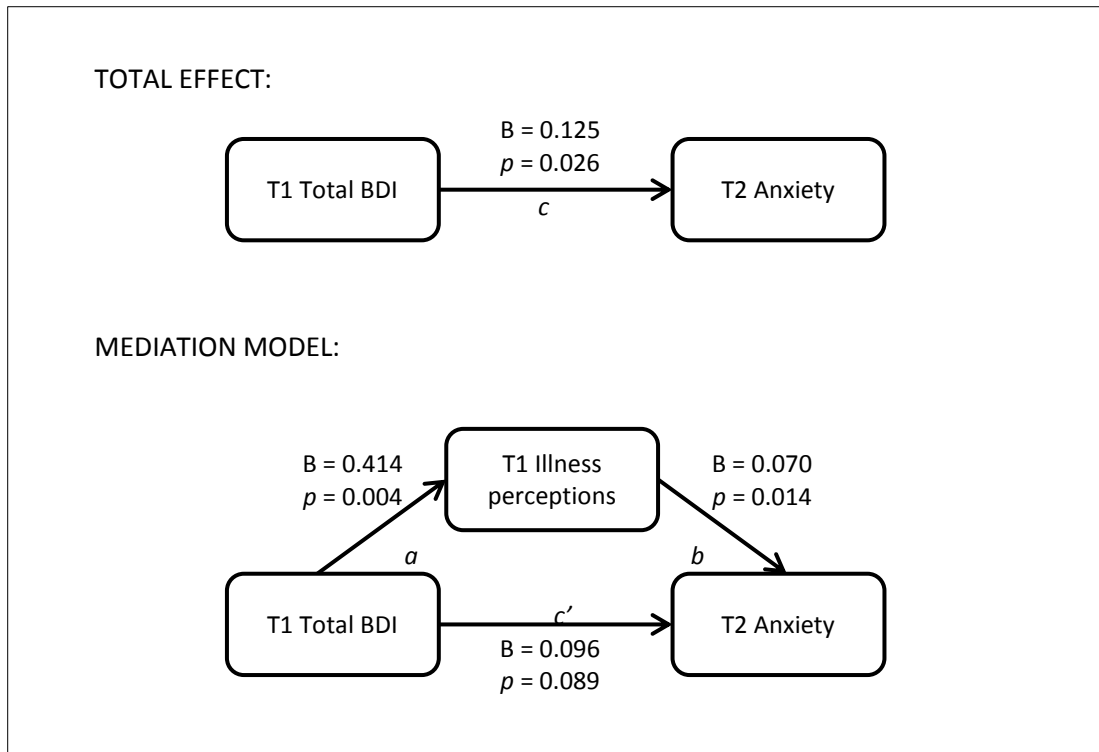 TOTAL EFFECT:
B = 0.125
p = 0.026
T1 Total BDI
T2 Anxiety
c
MEDIATION MODEL:
B = 0.414
p = 0.004
T1 Illness
perceptions
B = 0.070
p = 0.014
a
b
T1 Total BDI
c’
T2 Anxiety
B = 0.096
p = 0.089